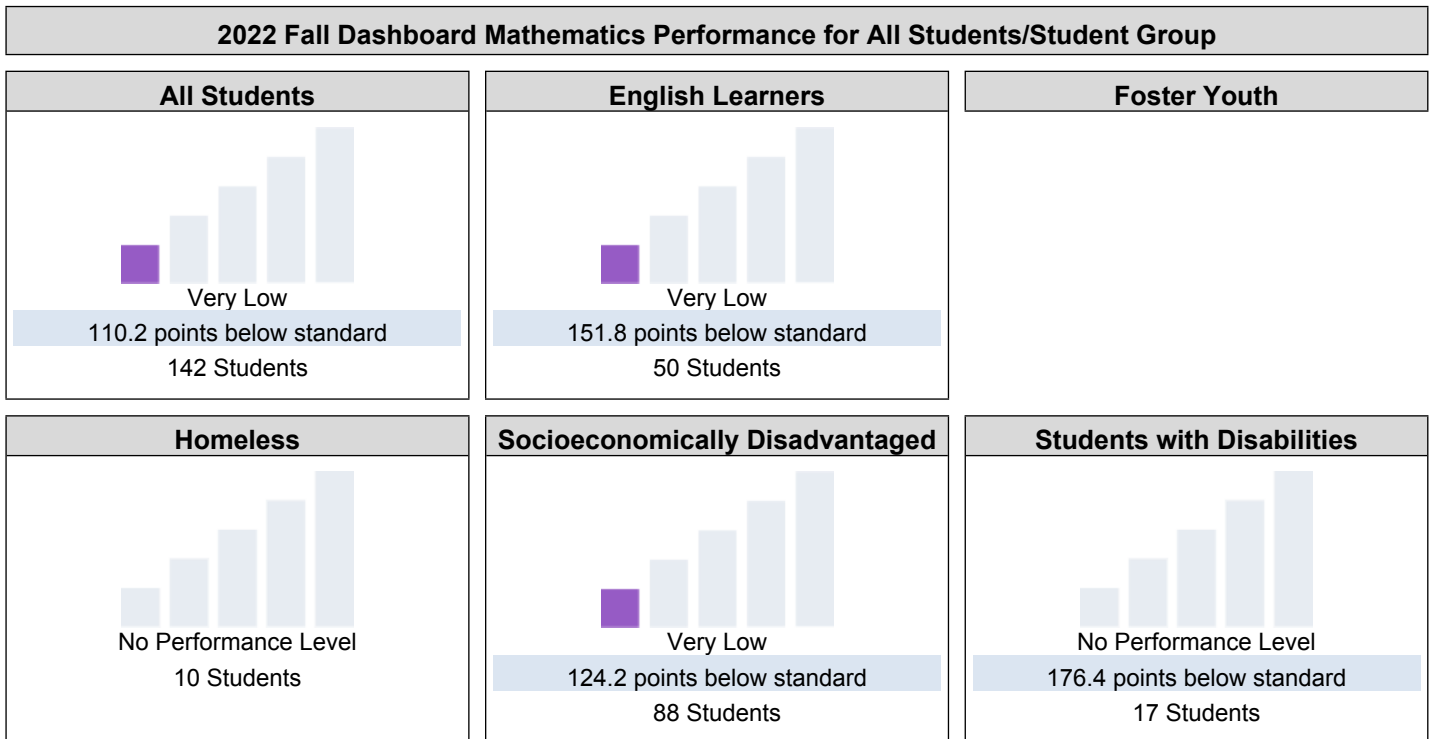 2022 Fall Dashboard Mathematics Performance for All Students/Student Group
All Students
Very Low
110.2 points below standard
142 Students
English Learners
Very Low
151.8 points below standard
50 Students
Foster Youth
Homeless
No Performance Level
10 Students
Socioeconomically Disadvantaged
Very Low
124.2 points below standard
88 Students
Students with Disabilities
No Performance Level
176.4 points below standard
17 Students